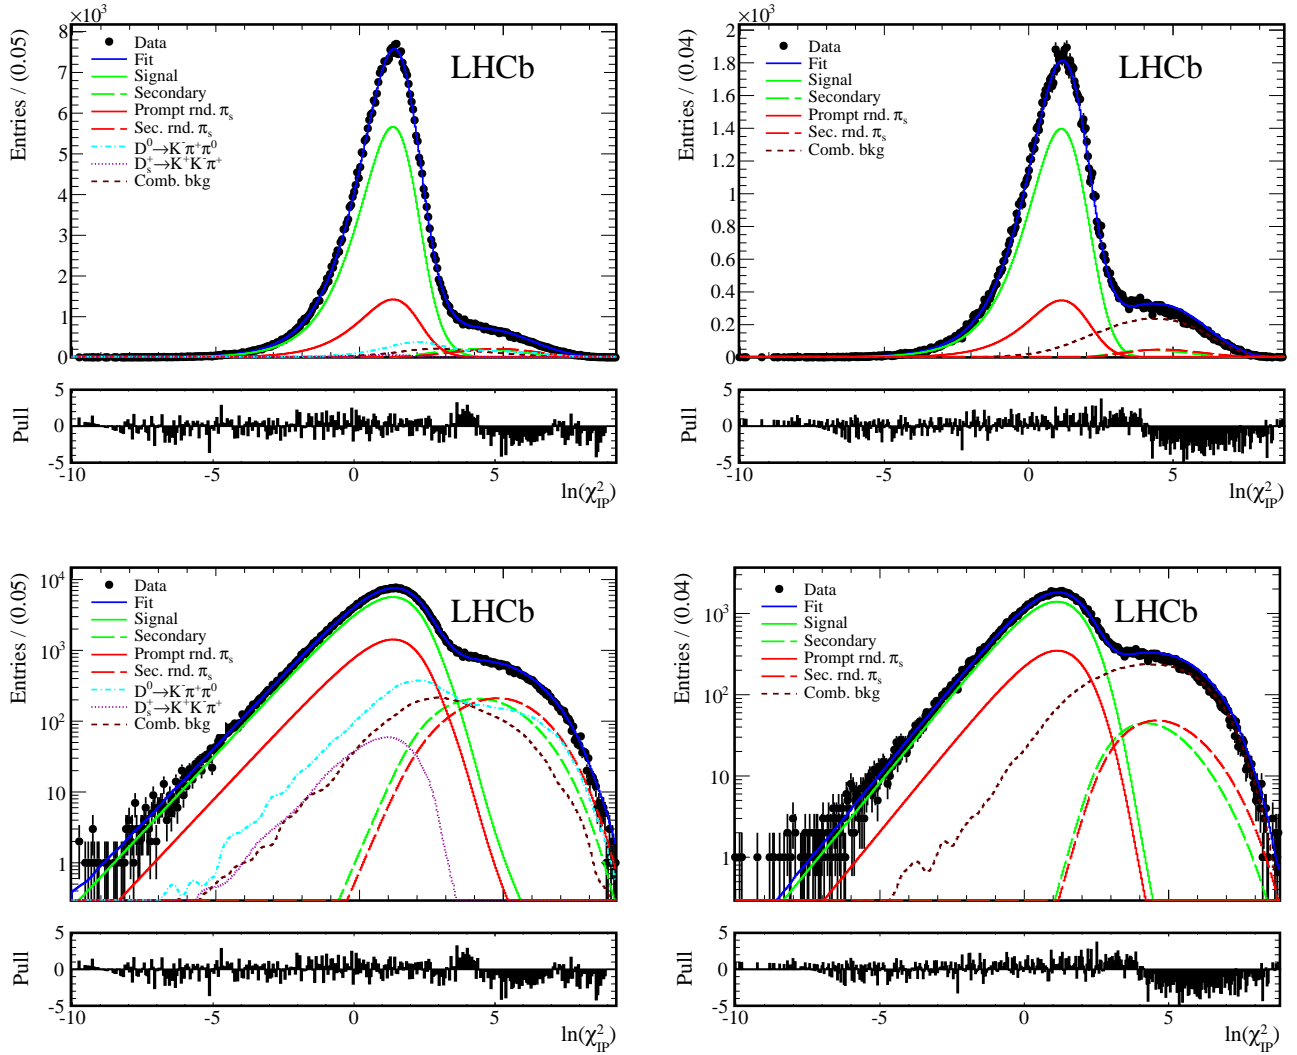 ×10³
Entries / (0.05)
8
7
6
5
4
3
2
1
0
Data
Fit
Signal
Secondary
Prompt rnd. πₛ
Sec. rnd. πₛ
D⁰→K⁻π⁺π⁰
Dₛ⁺→K⁺K⁻π⁺
Comb. bkg
LHCb
Pull
5
0
-5
-10 -5 0 5
ln(χ²_IP)
×10³
Entries / (0.04)
2
1.8
1.6
1.4
1.2
1
0.8
0.6
0.4
0.2
0
Data
Fit
Signal
Secondary
Prompt rnd. πₛ
Sec. rnd. πₛ
Comb. bkg
LHCb
Pull
5
0
-5
-10 -5 0 5
ln(χ²_IP)
Entries / (0.05)
10⁴
10³
10²
10
1
Data
Fit
Signal
Secondary
Prompt rnd. πₛ
Sec. rnd. πₛ
D⁰→K⁻π⁺π⁰
Dₛ⁺→K⁺K⁻π⁺
Comb. bkg
LHCb
Pull
5
0
-5
-10 -5 0 5
ln(χ²_IP)
Entries / (0.04)
10³
10²
10
1
Data
Fit
Signal
Secondary
Prompt rnd. πₛ
Sec. rnd. πₛ
Comb. bkg
LHCb
Pull
5
0
-5
-10 -5 0 5
ln(χ²_IP)